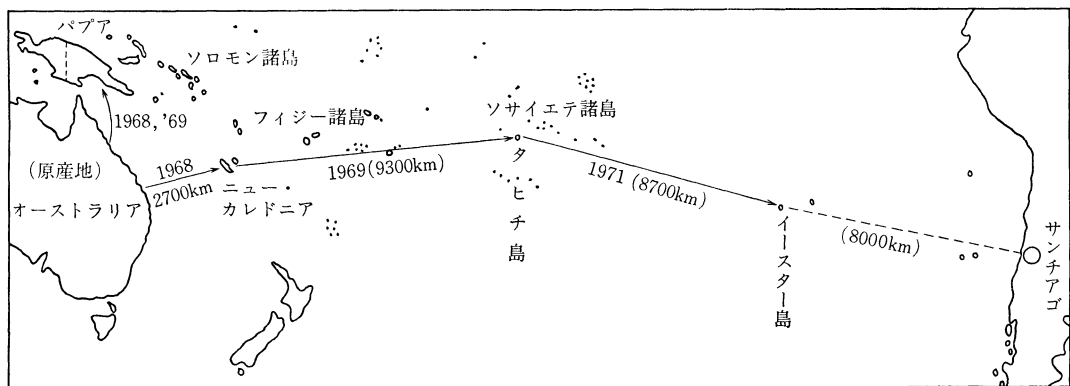 パプア
ソロモン諸島
1968, '69
フィジー諸島
ソサイエテ諸島
(原産地)
オーストラリア
1968
2700km
ニュー・
カレドニア
1969(9300km)
タヒチ島
1971 (8700km)
イースター島
(8000km)
サンチアゴ